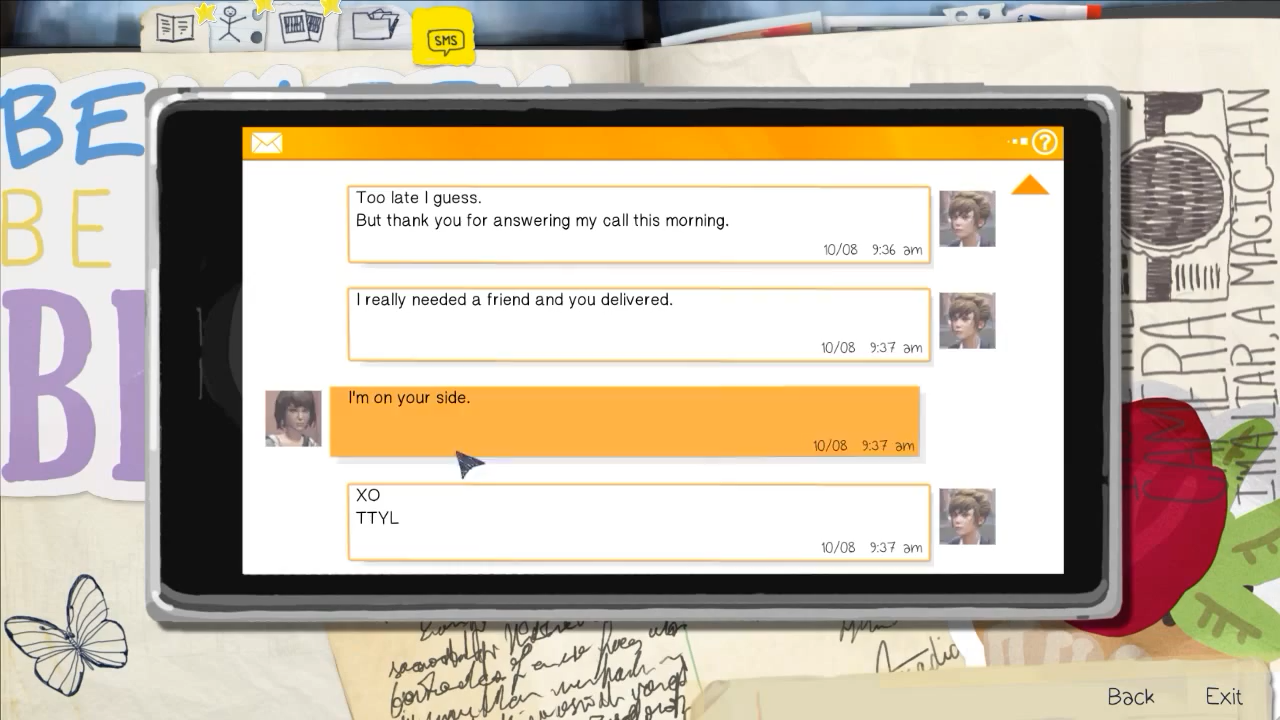 SMS
BE
BE
Too late I guess.
But thank you for answering my call this morning.
10/08 9:36 am
I really needed a friend and you delivered.
10/08 9:37 am
I'm on your side.
10/08 9:37 am
XO
TTYL
10/08 9:37 am
CAMERA
A MAGICIAN
Back
Exit